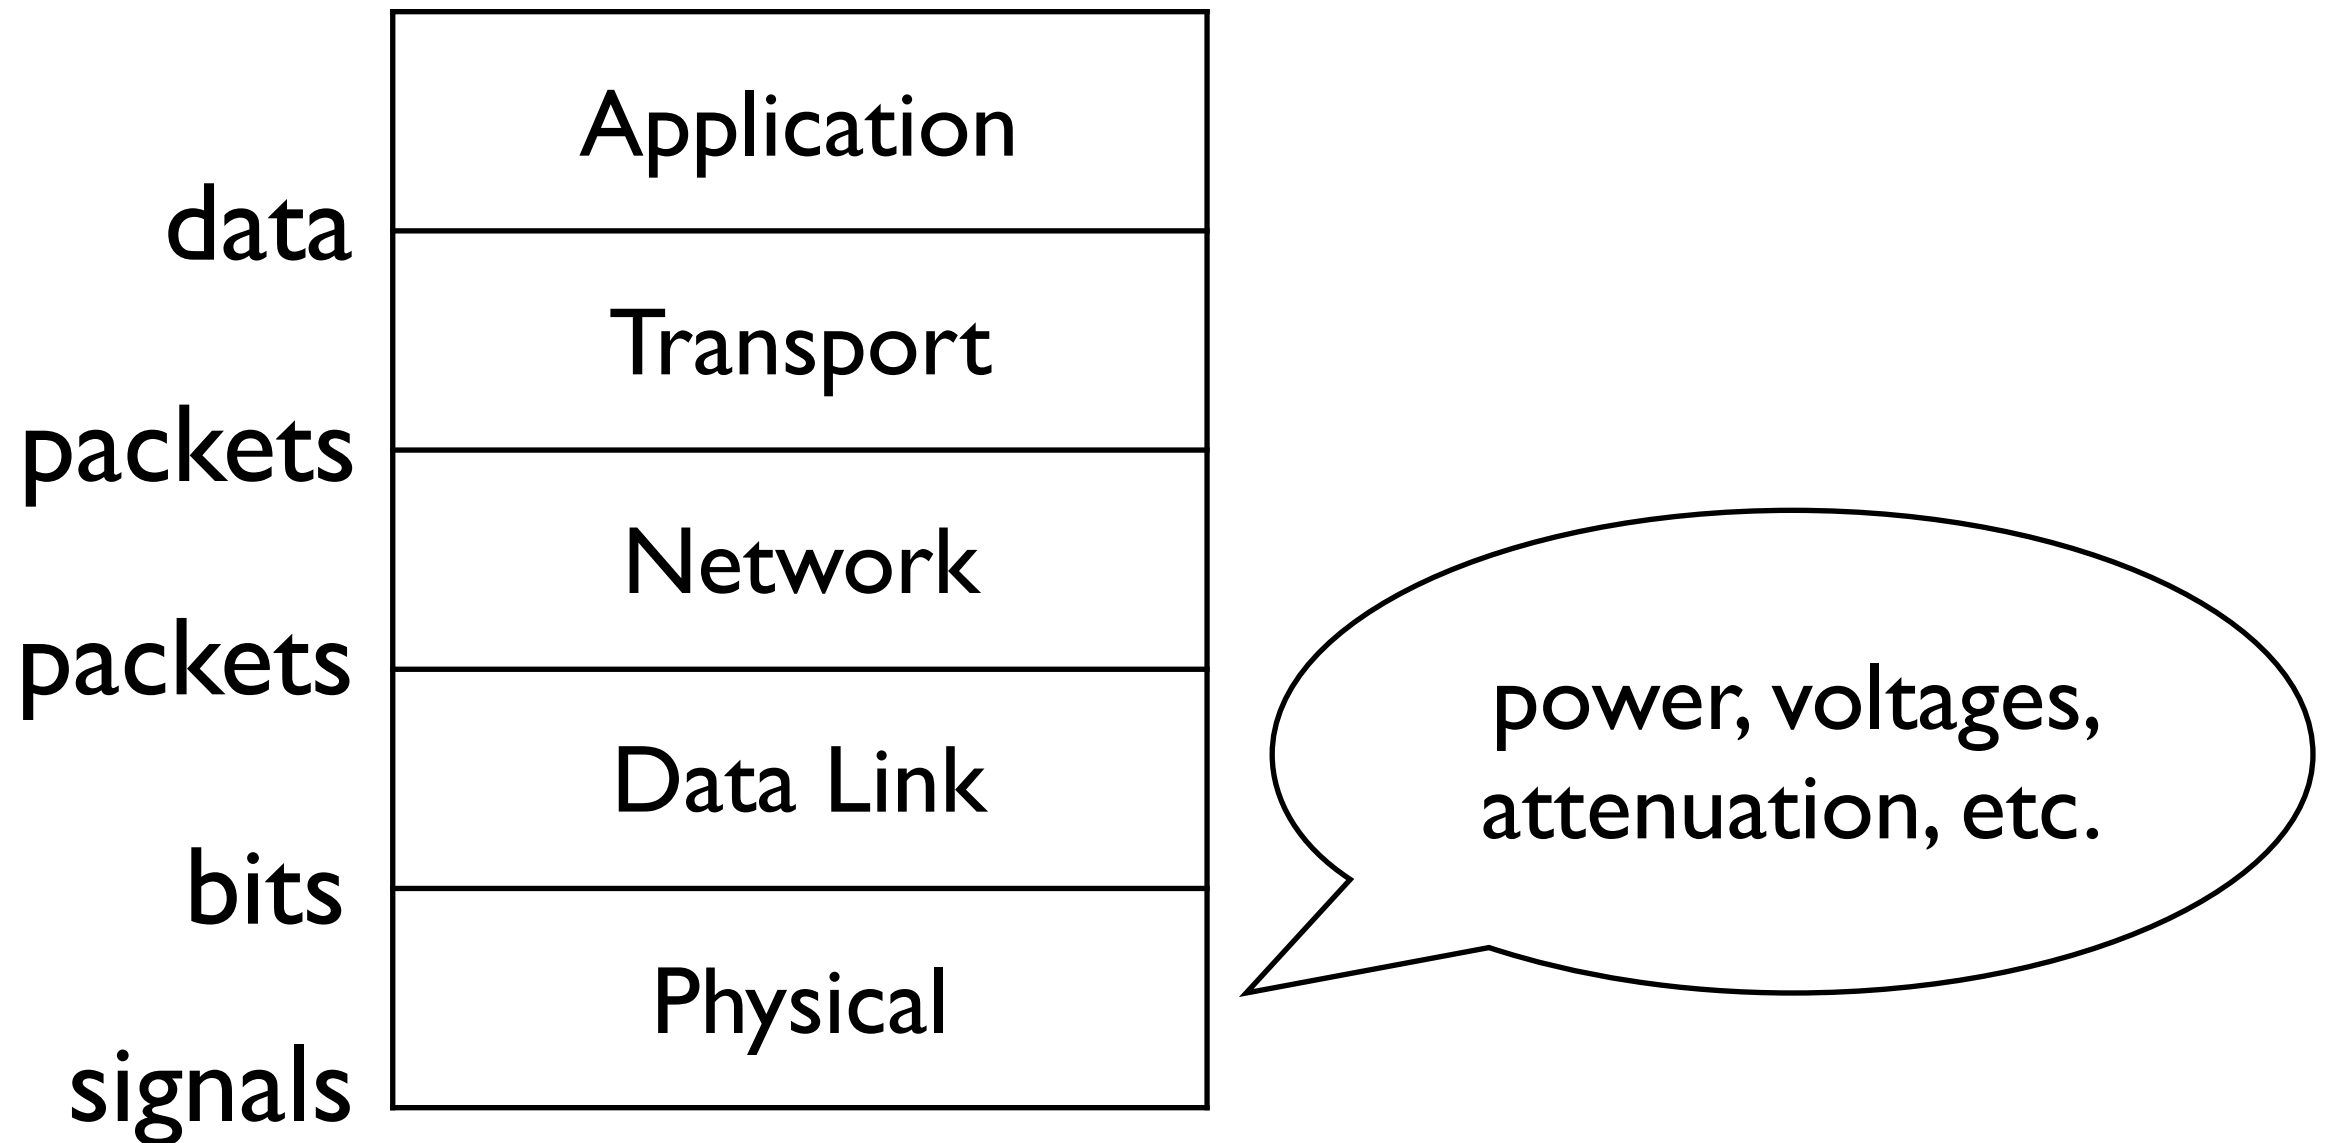 Application
data
Transport
packets
Network
packets
power, voltages,
Data Link
attenuation, etc.
bits
Physical
signals